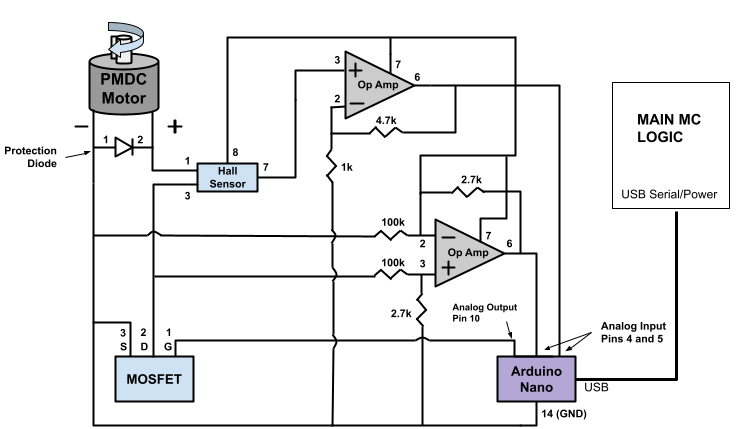 PMDC
Motor
−
+
1
2
Protection
Diode
1
8
Hall
Sensor
7
3
3
+
7
Op Amp
6
2
−
4.7k
1k
2.7k
100k
−
2
7
6
Op Amp
100k
3
+
2.7k
MAIN MC
LOGIC
USB Serial/Power
Analog Output
Pin 10
Analog Input
Pins 4 and 5
3
2
1
S
D
G
MOSFET
Arduino
Nano
USB
14 (GND)